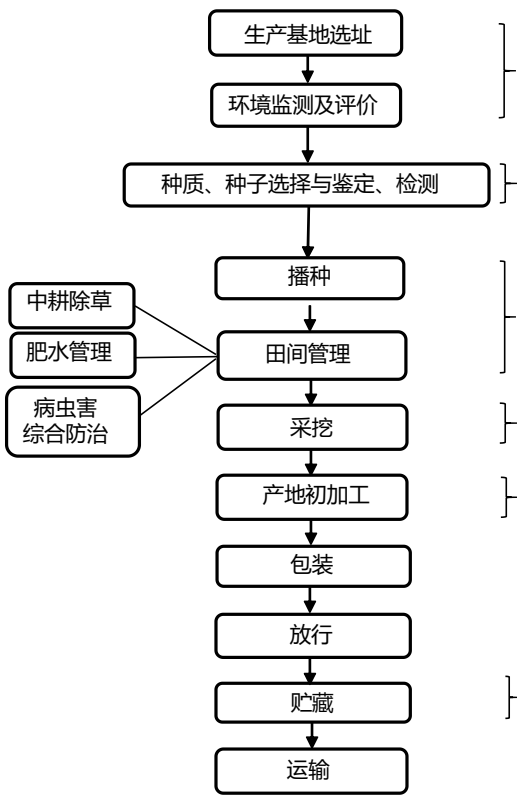 生产基地选址
环境监测及评价
种质、种子选择与鉴定、检测
播种
中耕除草
肥水管理
病虫害
综合防治
田间管理
采挖
产地初加工
包装
放行
贮藏
运输